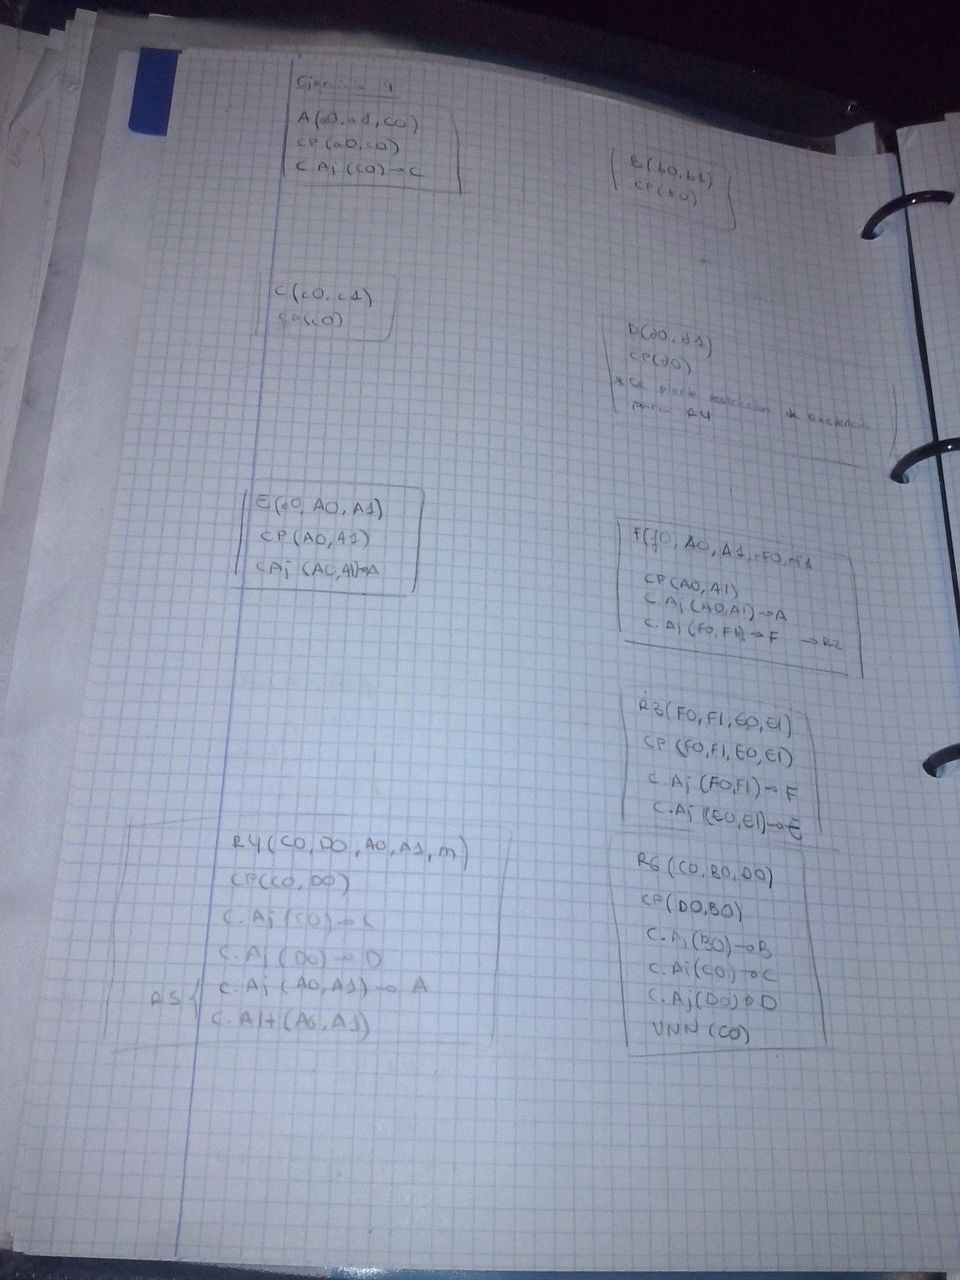 Ejercicio 4
A(a0,a1,c0)
CP(a0,c0)
C.Aj(c0)→C
B(b0,b1)
CP(b0)
C(c0,c1)
CP(c0)
D(d0,d1)
CP(d0)
* Se pierde restriccion de existencia
para R4
E(e0,A0,A1)
CP(A0,A1)
C.Aj(A0,A1)→A
F(f0,A0,A1,rF0,rF1
CP(A0,A1)
C.Aj(A0,A1)→A
C.Aj(F0,F1)→F →R2
R3(F0,F1,E0,E1)
CP(F0,F1,E0,E1)
C.Aj(F0,F1)→F
C.Aj(E0,E1)→E
R4(C0,D0,A0,A1,m)
CP(C0,D0)
C.Aj(C0)→C
C.Aj(D0)→D
R5{ C.Aj(A0,A1)→A
C.Alt(A0,A1)
R6(C0,B0,D0)
CP(D0,B0)
C.Aj(B0)→B
C.Aj(C0)→C
C.Aj(D0)→D
VNN(C0)